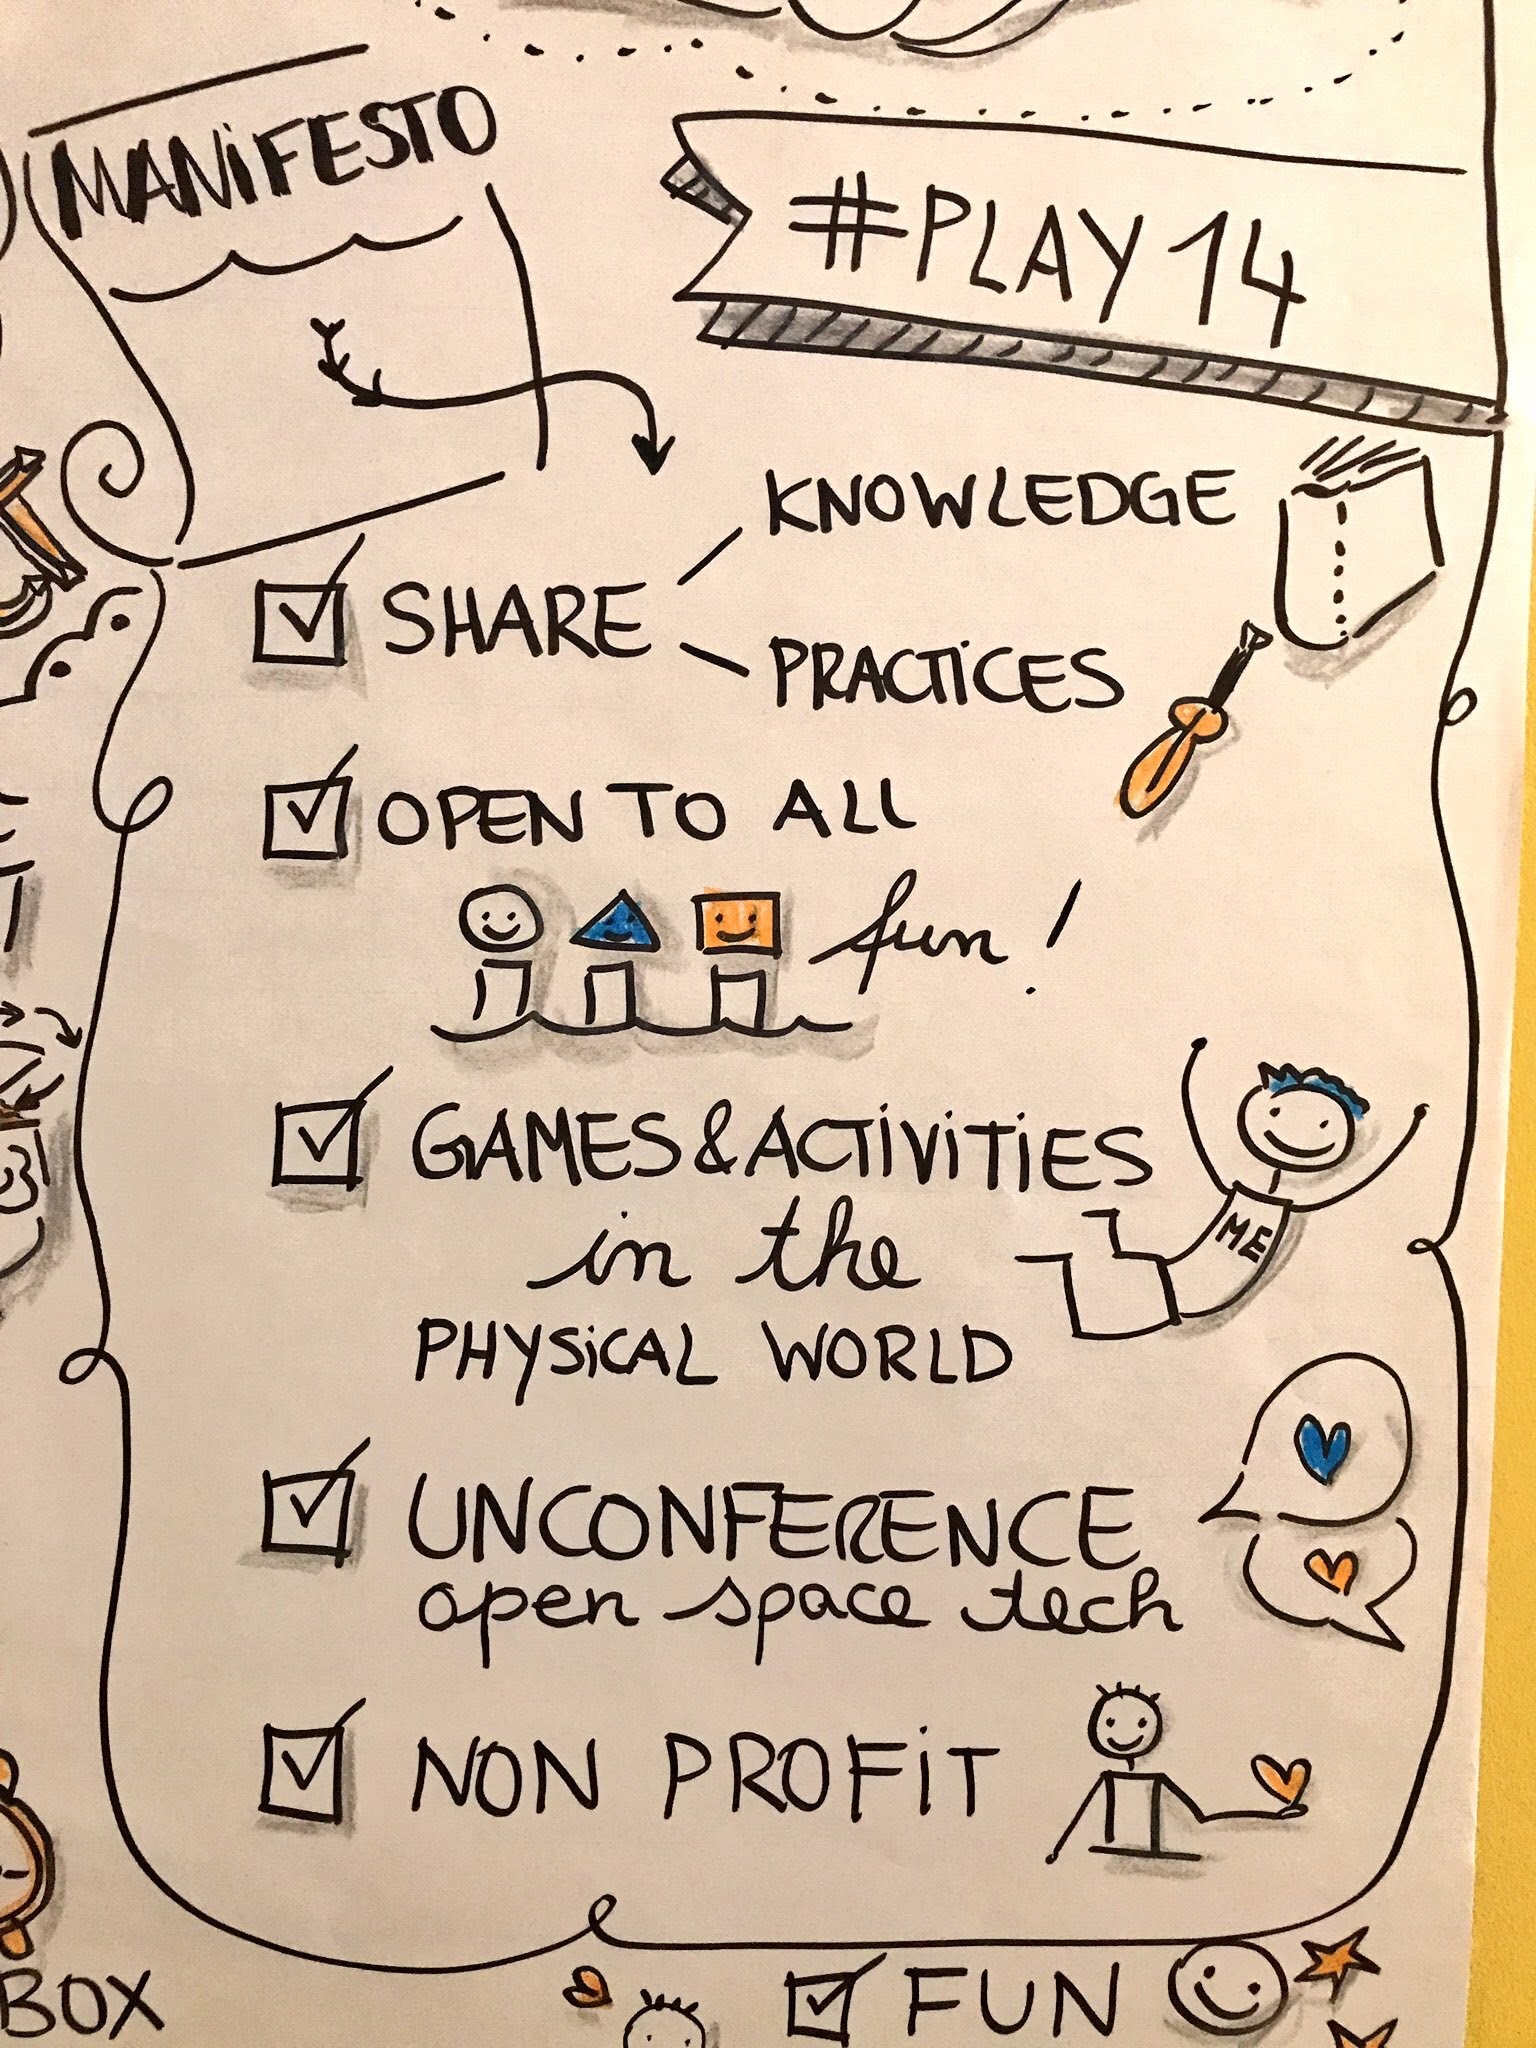 MANiFESTO
#PLAY14
KNOWLEDGE
SHARE
PRACTiCES
OPEN TO ALL
fun!
GAMES & ACTiViTiES
in the
PHYSiCAL WORLD
ME
UNCONFERENCE
open space tech
NON PROFiT
BOX
FUN